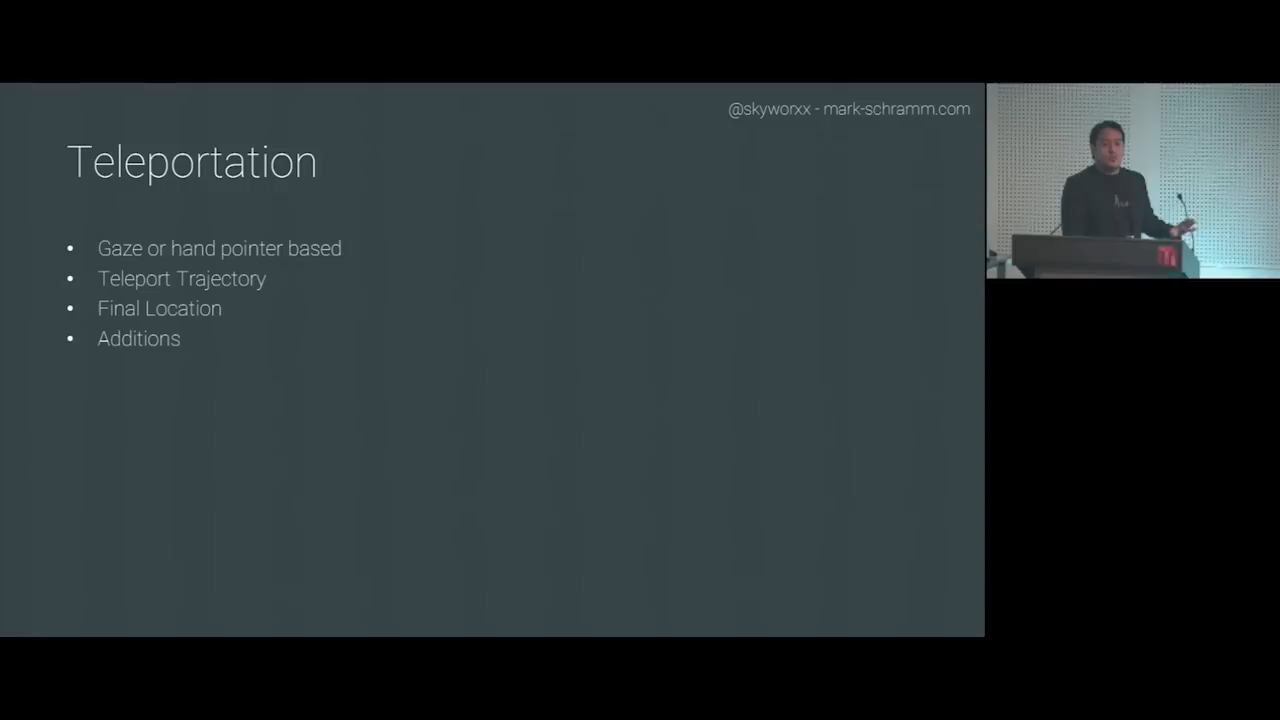 @skyworxx - mark-schramm.com
Teleportation
• Gaze or hand pointer based
• Teleport Trajectory
• Final Location
• Additions